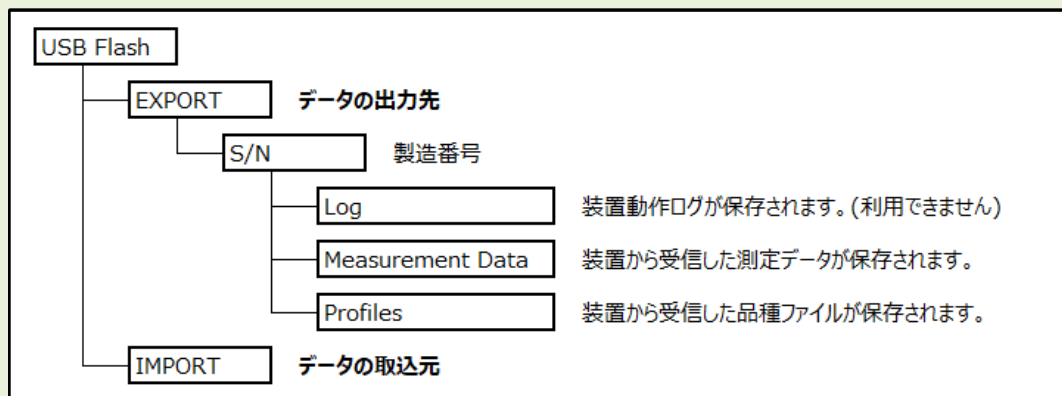 USB Flash
EXPORT データの出力先
S/N 製造番号
Log 装置動作ログが保存されます。(利用できません)
Measurement Data 装置から受信した測定データが保存されます。
Profiles 装置から受信した品種ファイルが保存されます。
IMPORT データの取込元